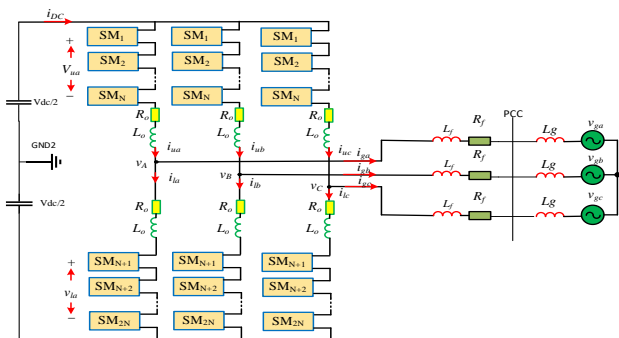 i_DC
SM_1 SM_1 SM_1
+
V_ua
−
SM_2 SM_2 SM_2
SM_N SM_N SM_N
Vdc/2
R_o R_o R_o
L_o L_o L_o
GND2
i_ua i_ub i_uc
v_A v_B v_C
i_ga
i_gb
i_gc
i_la i_lb i_lc
Vdc/2
R_o R_o R_o
L_o L_o L_o
+
v_la
−
SM_N+1 SM_N+1 SM_N+1
SM_N+2 SM_N+2 SM_N+2
SM_2N SM_2N SM_2N
PCC
L_f R_f Lg v_ga
L_f R_f Lg v_gb
L_f R_f Lg v_gc